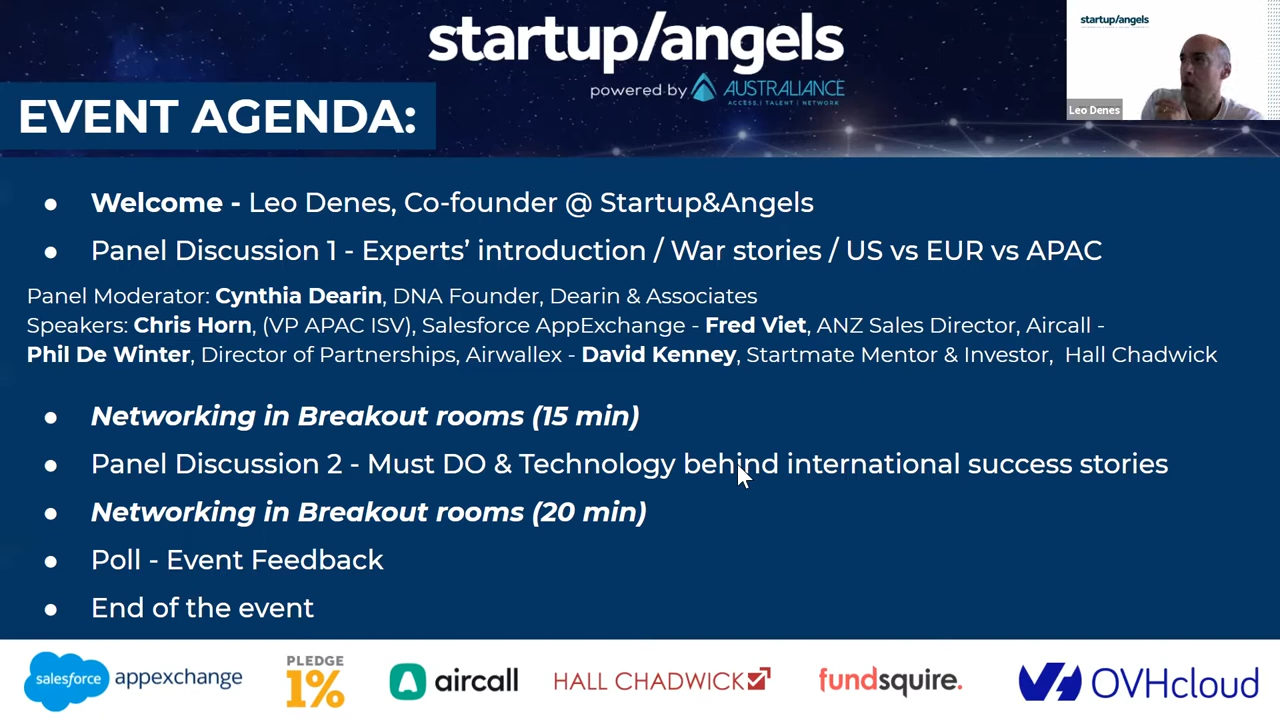 startup/angels
powered by AUSTRALIANCE
ACCESS | TALENT | NETWORK
startup/angels
Leo Denes
EVENT AGENDA:
● Welcome - Leo Denes, Co-founder @ Startup&Angels
● Panel Discussion 1 - Experts’ introduction / War stories / US vs EUR vs APAC
Panel Moderator: Cynthia Dearin, DNA Founder, Dearin & Associates
Speakers: Chris Horn, (VP APAC ISV), Salesforce AppExchange - Fred Viet, ANZ Sales Director, Aircall -
Phil De Winter, Director of Partnerships, Airwallex - David Kenney, Startmate Mentor & Investor, Hall Chadwick
● Networking in Breakout rooms (15 min)
● Panel Discussion 2 - Must DO & Technology behind international success stories
● Networking in Breakout rooms (20 min)
● Poll - Event Feedback
● End of the event
salesforce appexchange
PLEDGE
1%
aircall
HALL CHADWICK
fundsquire.
OVHcloud